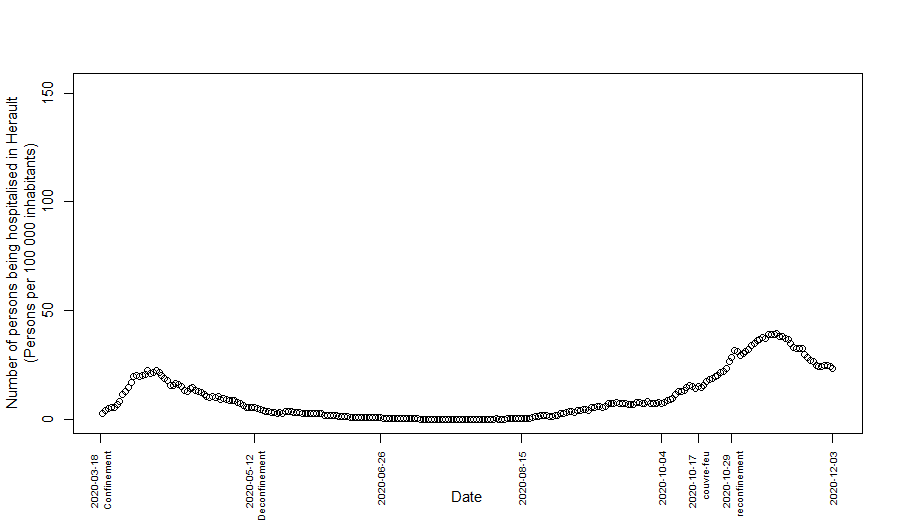 Number of persons being hospitalised in Herault
(Persons per 100 000 inhabitants)
150
100
50
0
2020-03-18
Confinement
2020-05-12
Deconfinement
2020-06-26
2020-08-15
2020-10-04
2020-10-17
couvre-feu
2020-10-29
reconfinement
2020-12-03
Date